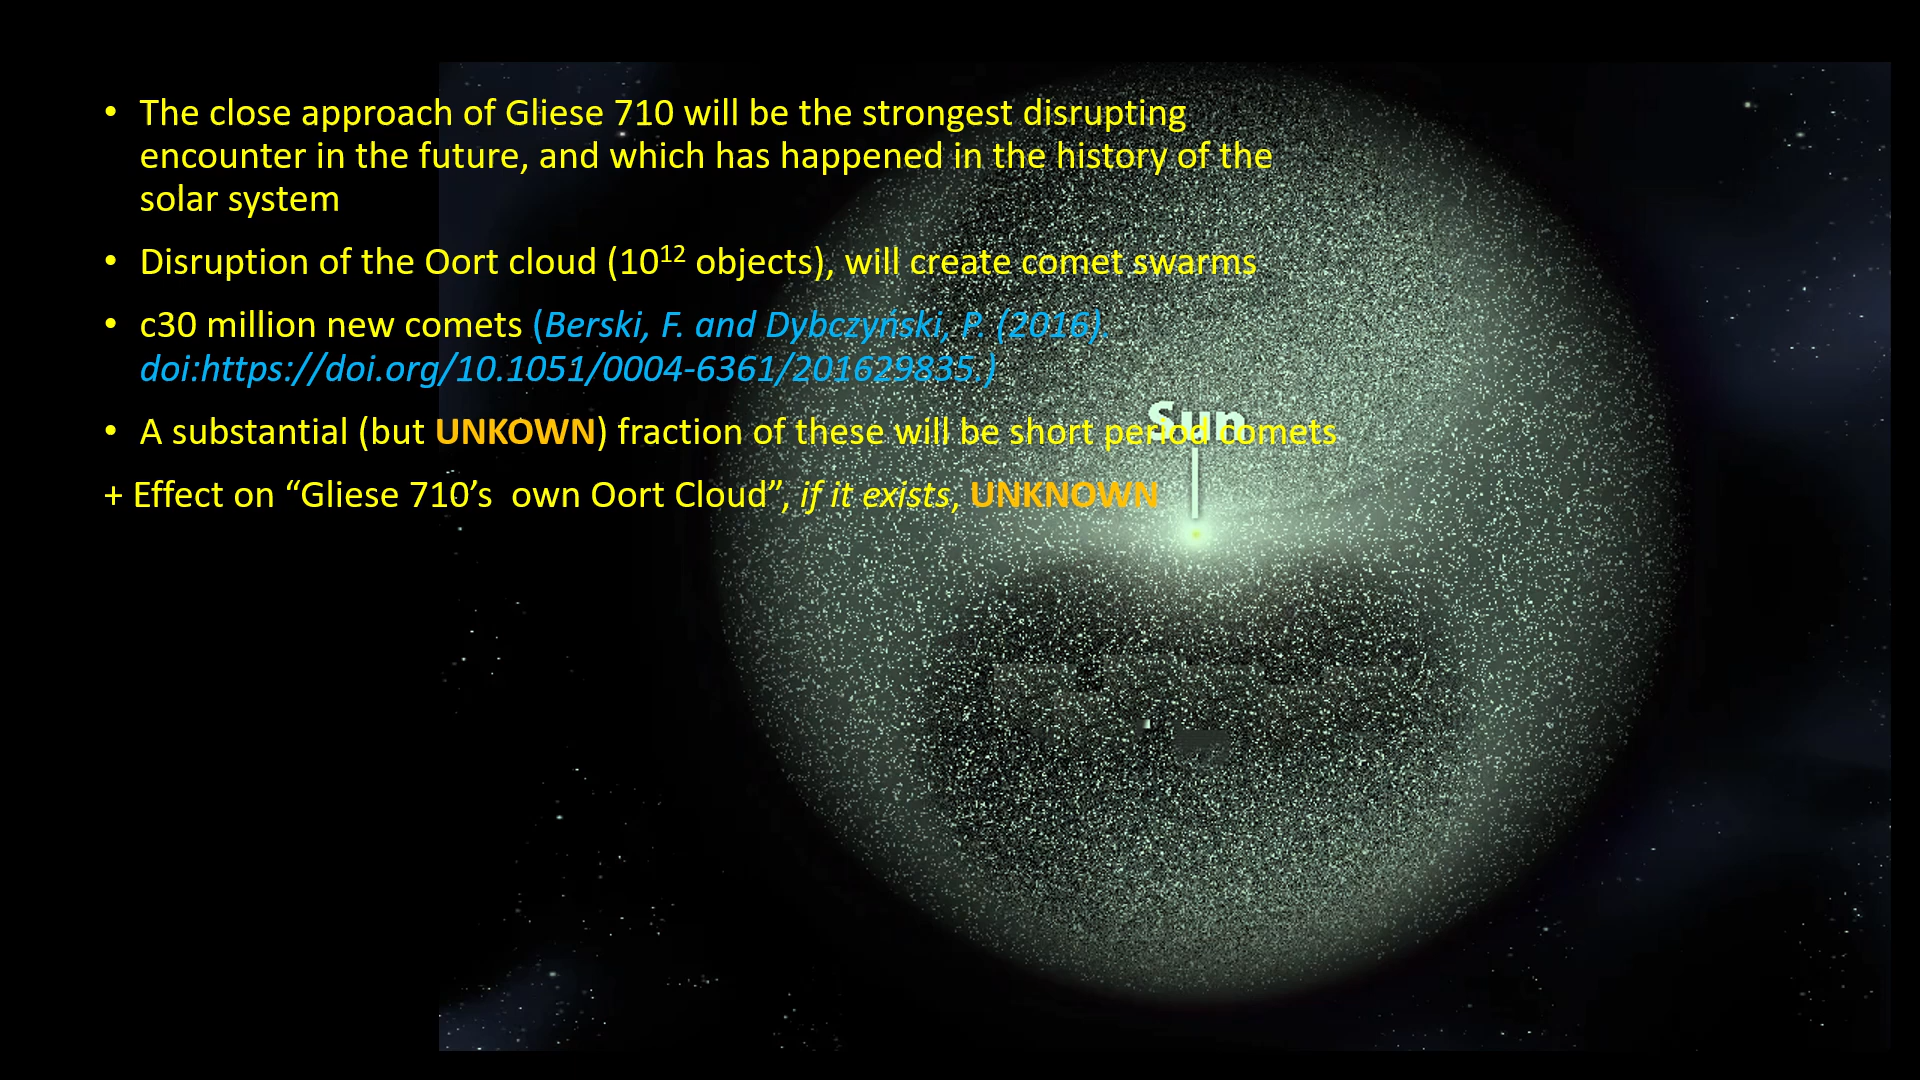 • The close approach of Gliese 710 will be the strongest disrupting
encounter in the future, and which has happened in the history of the
solar system
• Disruption of the Oort cloud (10¹² objects), will create comet swarms
• c30 million new comets (Berski, F. and Dybczyński, P. (2016).
doi:https://doi.org/10.1051/0004-6361/201629835.)
Sun
• A substantial (but UNKOWN) fraction of these will be short period comets
+ Effect on “Gliese 710’s  own Oort Cloud”, if it exists, UNKNOWN